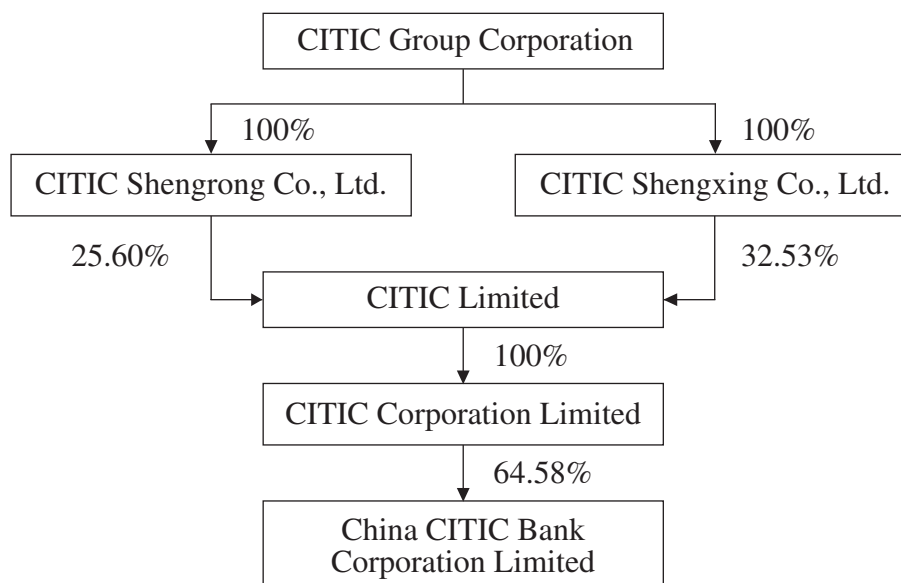 CITIC Group Corporation
100%
100%
CITIC Shengrong Co., Ltd.
CITIC Shengxing Co., Ltd.
25.60%
32.53%
CITIC Limited
100%
CITIC Corporation Limited
64.58%
China CITIC Bank
Corporation Limited